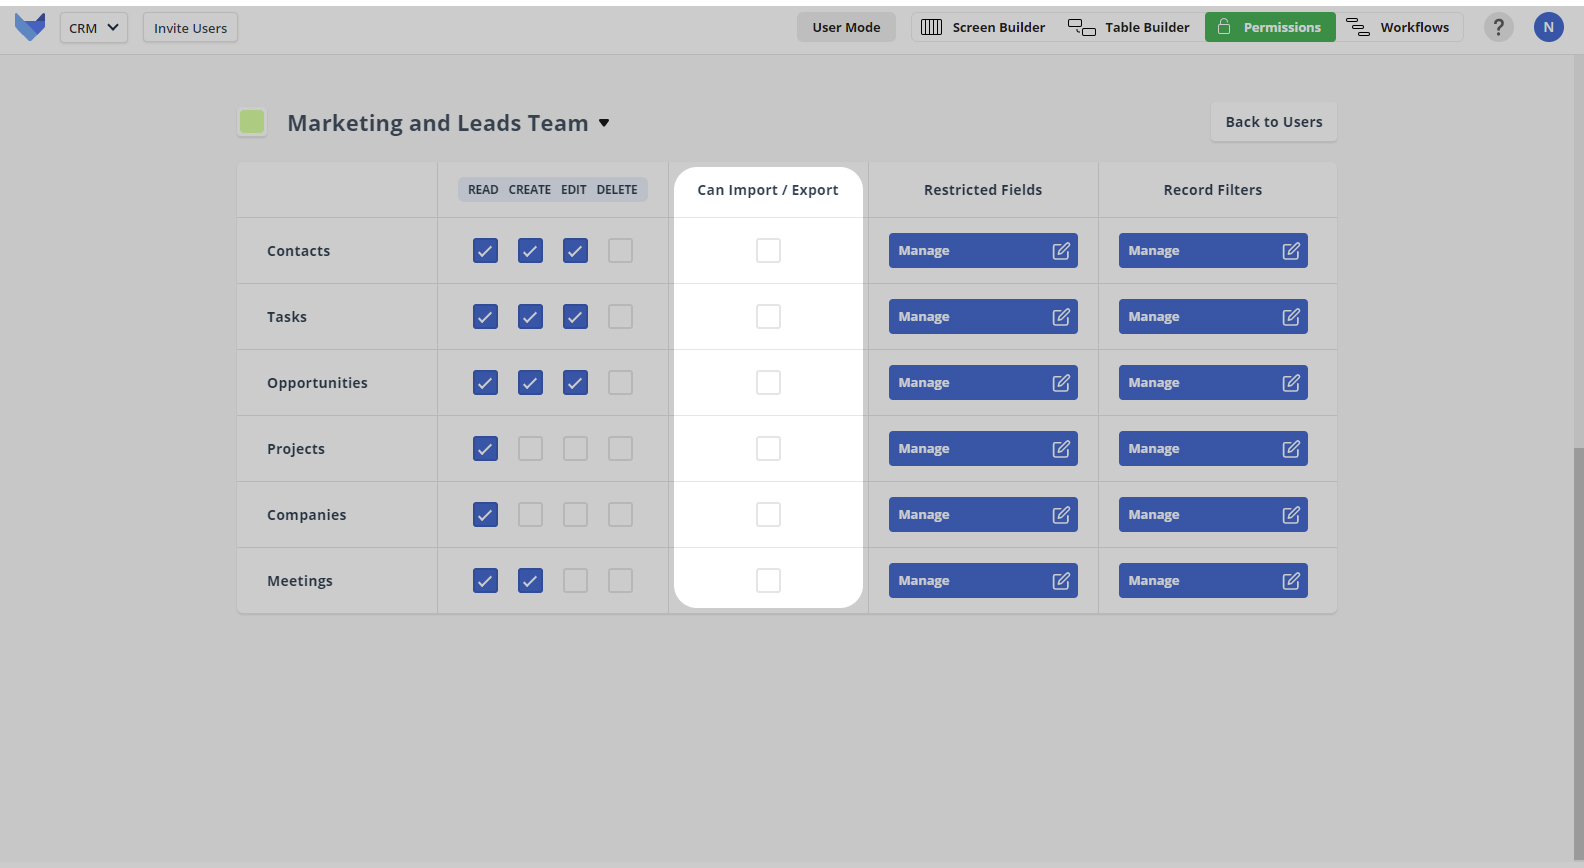 CRM Invite Users User Mode Screen Builder Table Builder Permissions Workflows ? N
Marketing and Leads Team Back to Users
READ CREATE EDIT DELETE Can Import / Export Restricted Fields Record Filters
Contacts Manage Manage
Tasks Manage Manage
Opportunities Manage Manage
Projects Manage Manage
Companies Manage Manage
Meetings Manage Manage